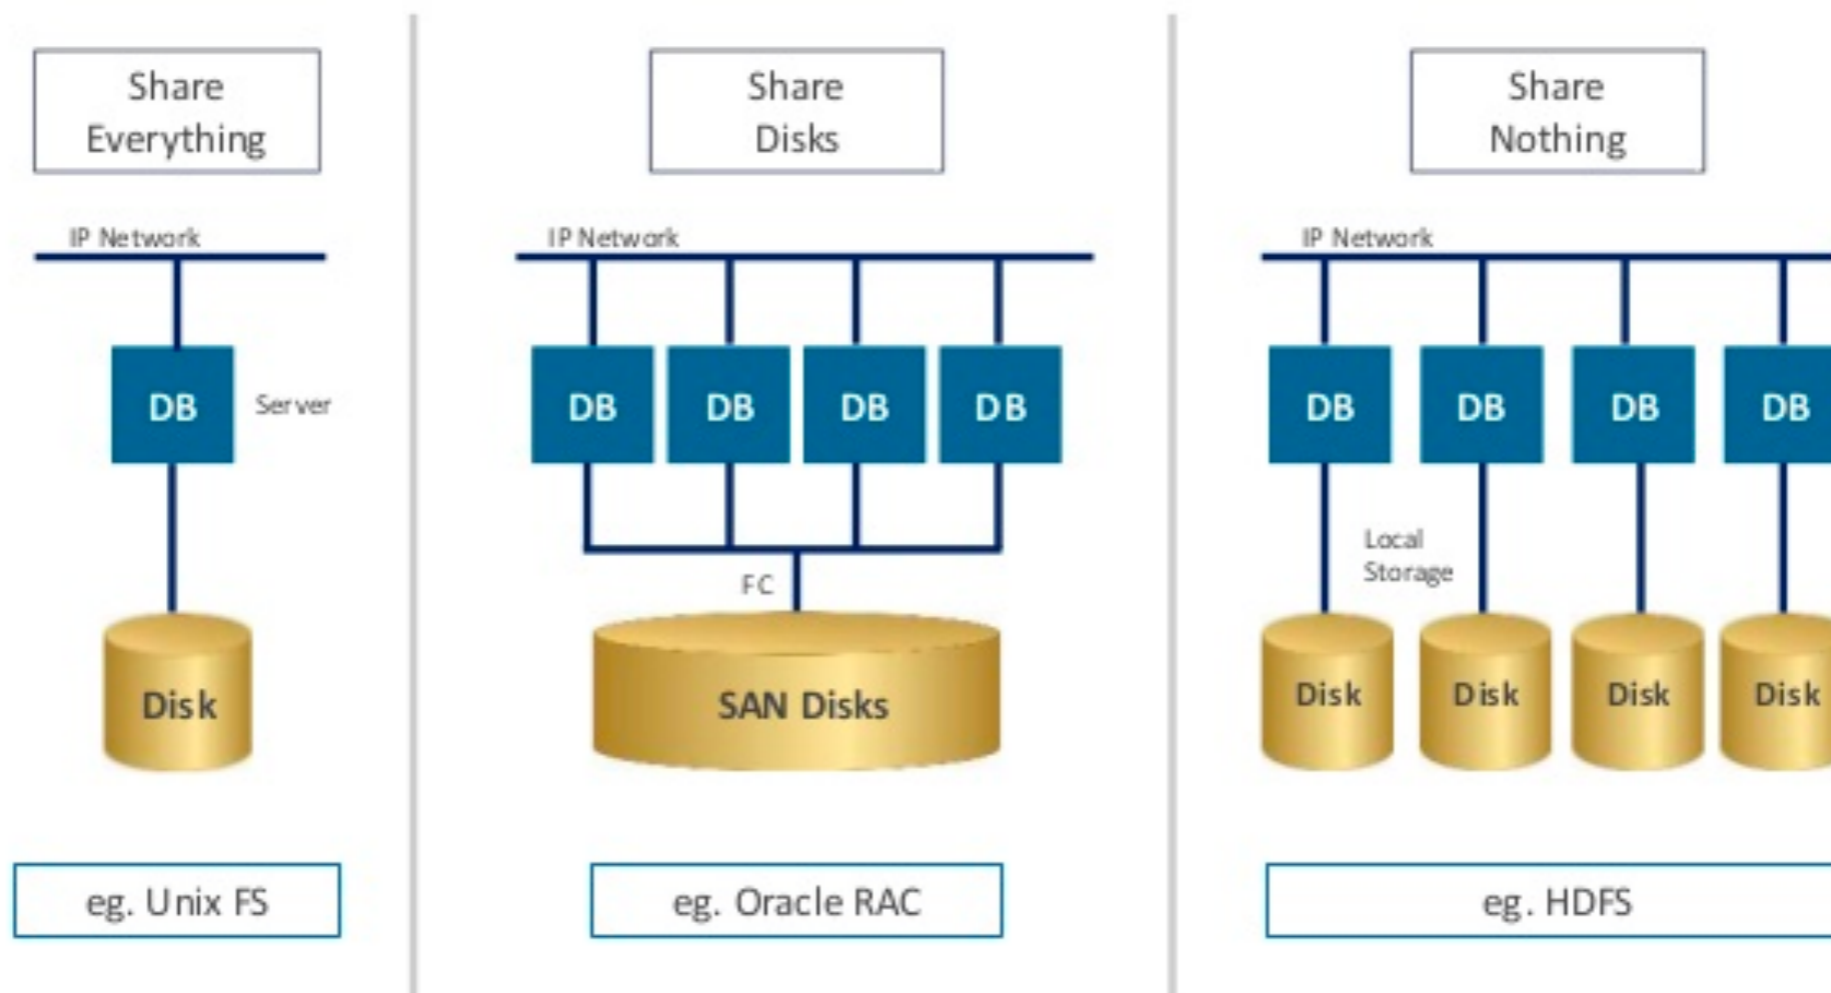 Share
Everything
IP Network
DB
Server
Disk
eg. Unix FS
Share
Disks
IP Network
DB DB DB DB
FC
SAN Disks
eg. Oracle RAC
Share
Nothing
IP Network
DB DB DB DB
Local
Storage
Disk Disk Disk Disk
eg. HDFS